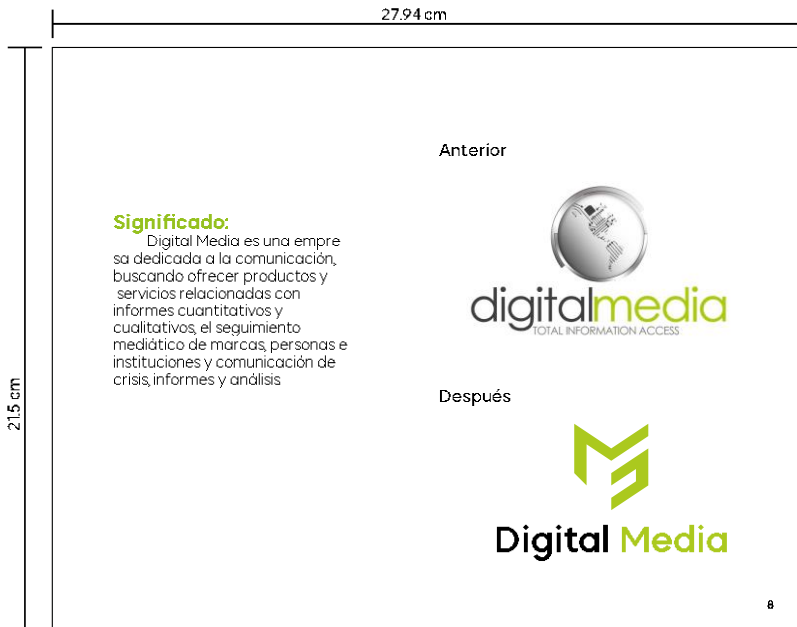 27.94 cm
21.5 cm
Significado:
Digital Media es una empre
sa dedicada a la comunicación,
buscando ofrecer productos y
servicios relacionadas con
informes cuantitativos y
cualitativos, el seguimiento
mediático de marcas, personas e
instituciones y comunicación de
crisis, informes y análisis.
Anterior
digitalmedia
TOTAL INFORMATION ACCESS
Después
Digital Media
8